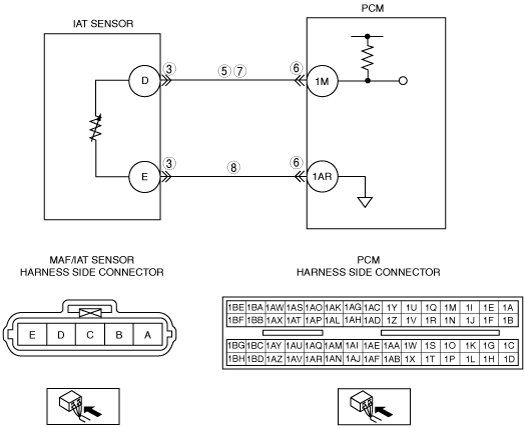 PCM
IAT SENSOR
D
3
5 7
6
1M
E
3
8
6
1AR
MAF/IAT SENSOR
HARNESS SIDE CONNECTOR
PCM
HARNESS SIDE CONNECTOR
E D C B A
1BE 1BA 1AW 1AS 1AO 1AK 1AG 1AC 1Y 1U 1Q 1M 1I 1E 1A
1BF 1BB 1AX 1AT 1AP 1AL 1AH 1AD 1Z 1V 1R 1N 1J 1F 1B
1BG 1BC 1AY 1AU 1AQ 1AM 1AI 1AE 1AA 1W 1S 1O 1K 1G 1C
1BH 1BD 1AZ 1AV 1AR 1AN 1AJ 1AF 1AB 1X 1T 1P 1L 1H 1D